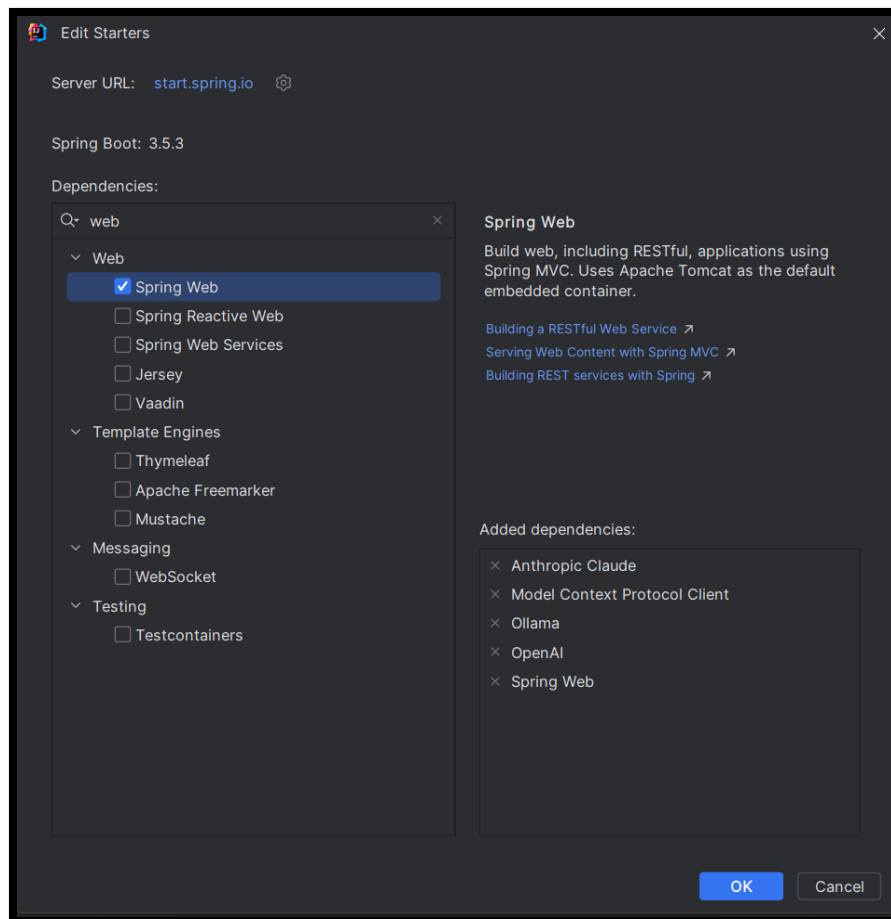 Edit Starters
Server URL: start.spring.io
Spring Boot: 3.5.3
Dependencies:
web
Web
Spring Web
Spring Reactive Web
Spring Web Services
Jersey
Vaadin
Template Engines
Thymeleaf
Apache Freemarker
Mustache
Messaging
WebSocket
Testing
Testcontainers
Spring Web
Build web, including RESTful, applications using
Spring MVC. Uses Apache Tomcat as the default
embedded container.
Building a RESTful Web Service
Serving Web Content with Spring MVC
Building REST services with Spring
Added dependencies:
Anthropic Claude
Model Context Protocol Client
Ollama
OpenAI
Spring Web
OK
Cancel